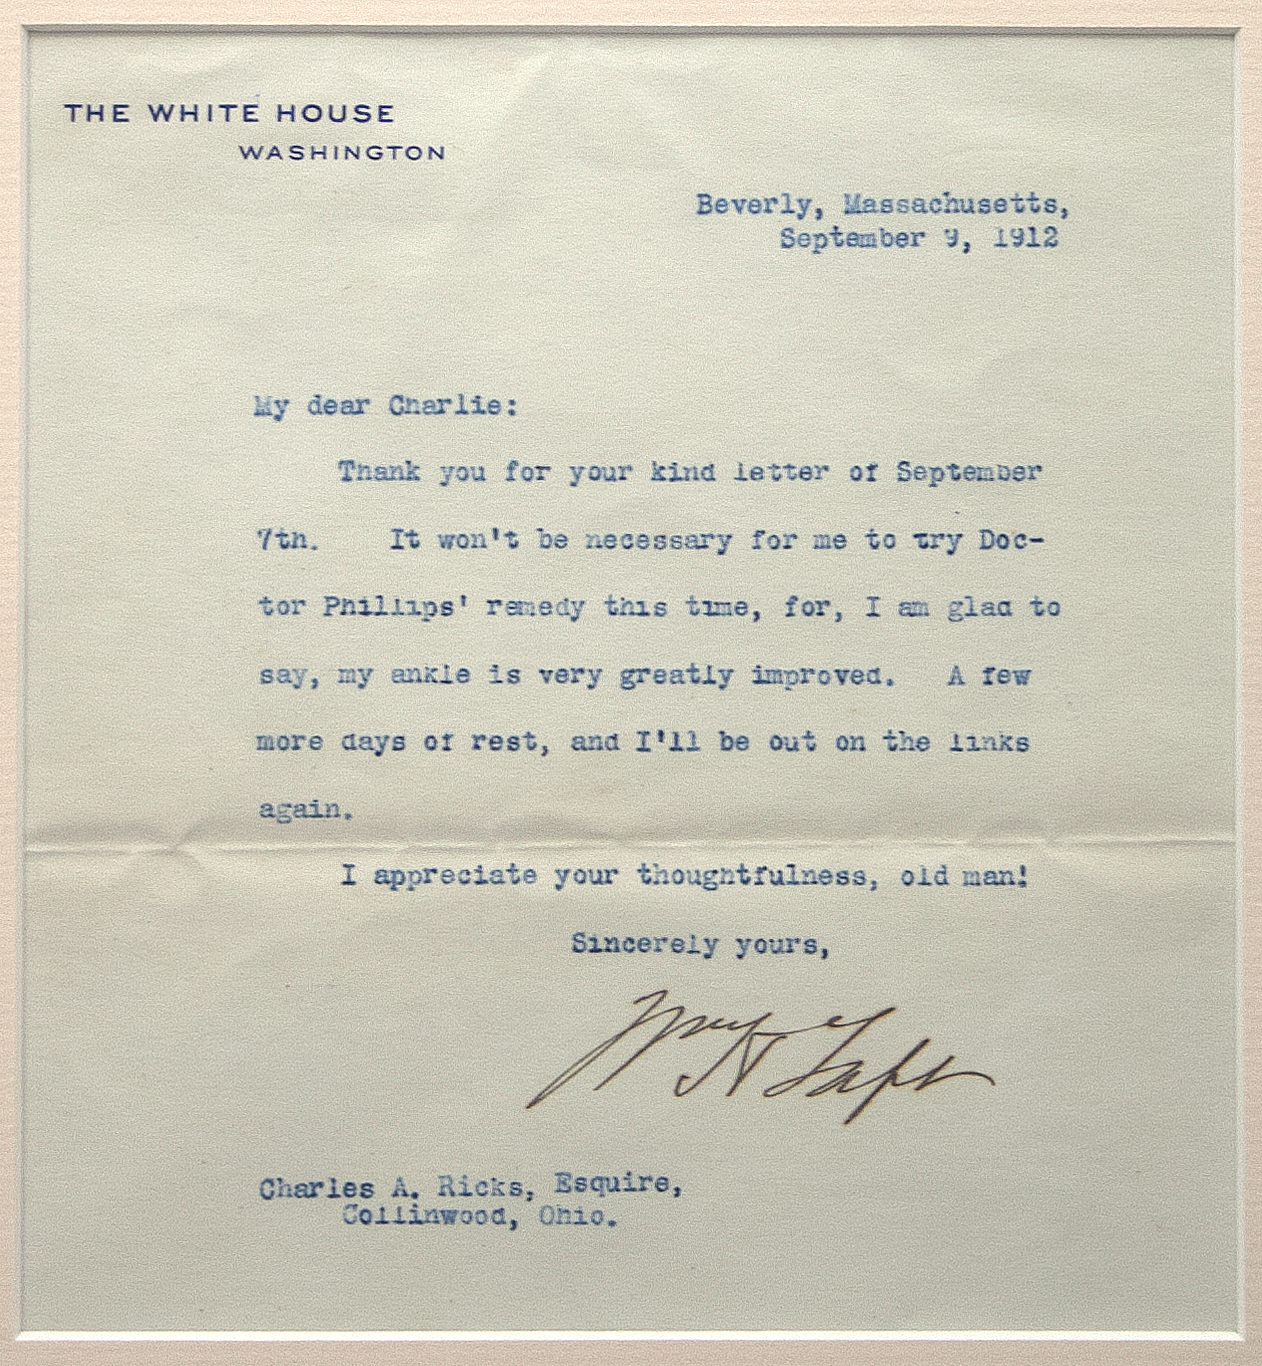 THE WHITE HOUSE
WASHINGTON
Beverly, Massachusetts,
September 9, 1912
My dear Charlie:
Thank you for your kind letter of September
7th. It won't be necessary for me to try Doc-
tor Phillips' remedy this time, for, I am glad to
say, my ankle is very greatly improved. A few
more days of rest, and I'll be out on the links
again.
I appreciate your thoughtfulness, old man!
Sincerely yours,
Wm H Taft
Charles A. Ricks, Esquire,
Collinwood, Ohio.